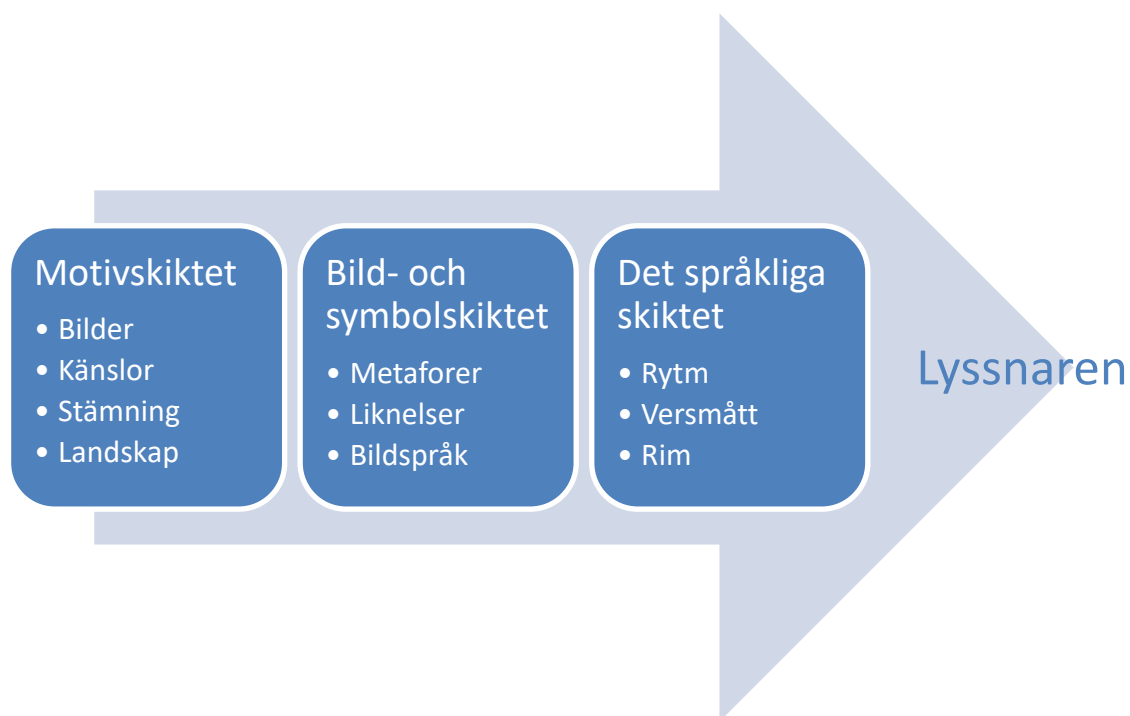 Motivskiktet
• Bilder
• Känslor
• Stämning
• Landskap
Bild- och
symbolskiktet
• Metaforer
• Liknelser
• Bildspråk
Det språkliga
skiktet
• Rytm
• Versmått
• Rim
Lyssnaren